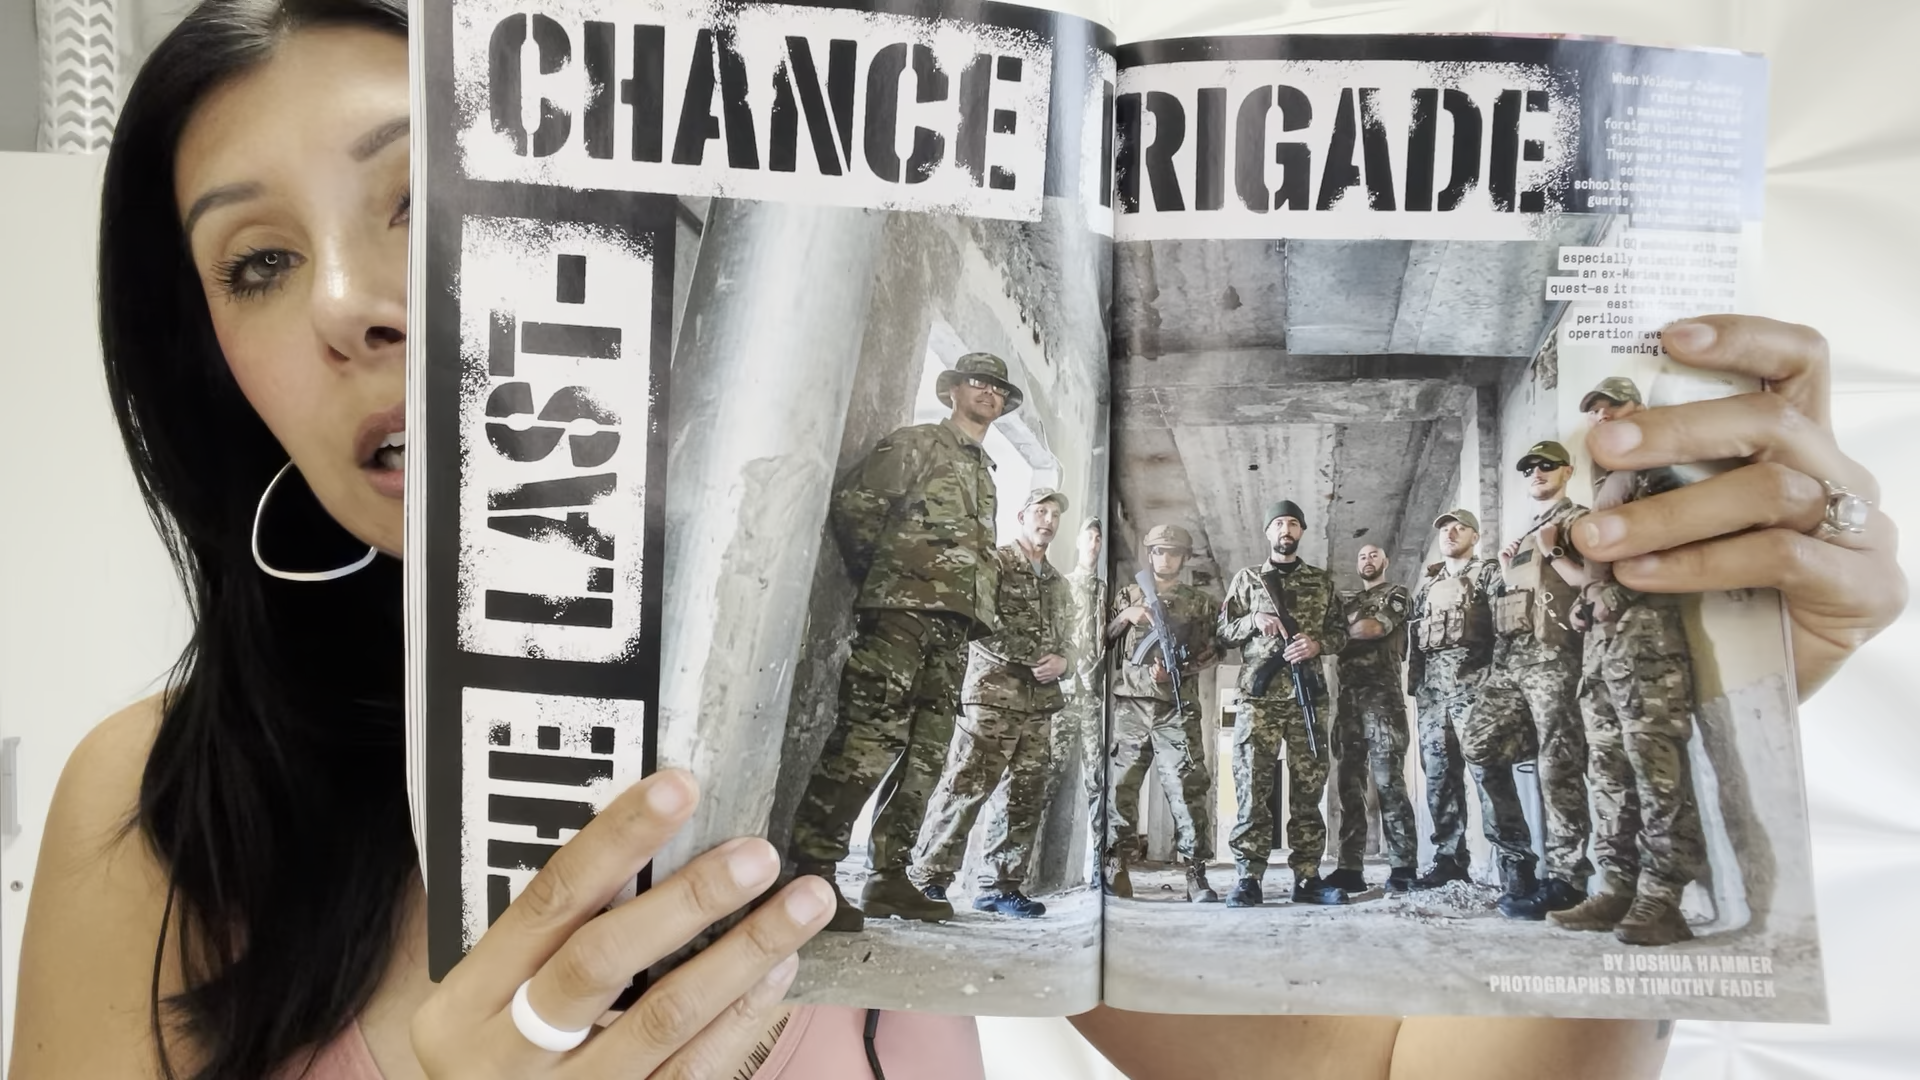 THE LAST-
CHANCE BRIGADE
When Volodymyr Zelensky
raised the call,
a makeshift force of
foreign volunteers came
flooding into Ukraine.
They were fishermen and
software developers,
schoolteachers and security
guards, hardened veterans
and humanitarians
GQ embedded with one
especially eclectic unit—and
an ex-Marine on a personal
quest—as it made its way to the
eastern front, where a
perilous
operation
meaning
BY JOSHUA HAMMER
PHOTOGRAPHS BY TIMOTHY FADEK